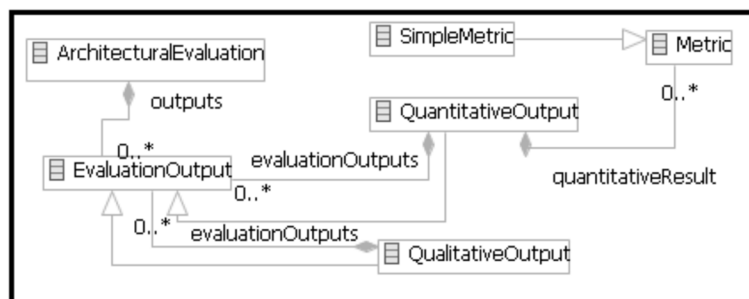 SimpleMetric
Metric
ArchitecturalEvaluation
outputs
0..*
QuantitativeOutput
0..*
EvaluationOutput
evaluationOutputs
0..*
quantitativeResult
0..*
evaluationOutputs
QualitativeOutput